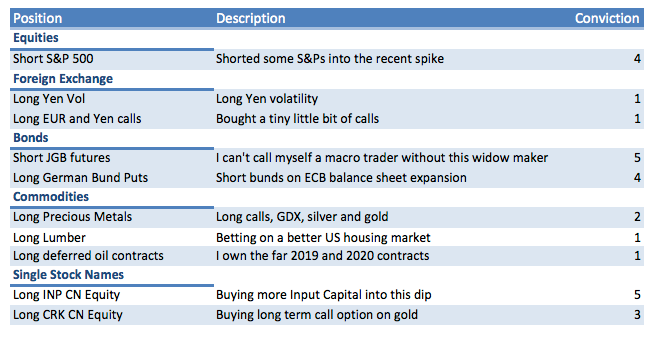 Position Description Conviction
Equities
Short S&P 500 Shorted some S&Ps into the recent spike 4
Foreign Exchange
Long Yen Vol Long Yen volatility 1
Long EUR and Yen calls Bought a tiny little bit of calls 1
Bonds
Short JGB futures I can't call myself a macro trader without this widow maker 5
Long German Bund Puts Short bunds on ECB balance sheet expansion 4
Commodities
Long Precious Metals Long calls, GDX, silver and gold 2
Long Lumber Betting on a better US housing market 1
Long deferred oil contracts I own the far 2019 and 2020 contracts 1
Single Stock Names
Long INP CN Equity Buying more Input Capital into this dip 5
Long CRK CN Equity Buying long term call option on gold 3